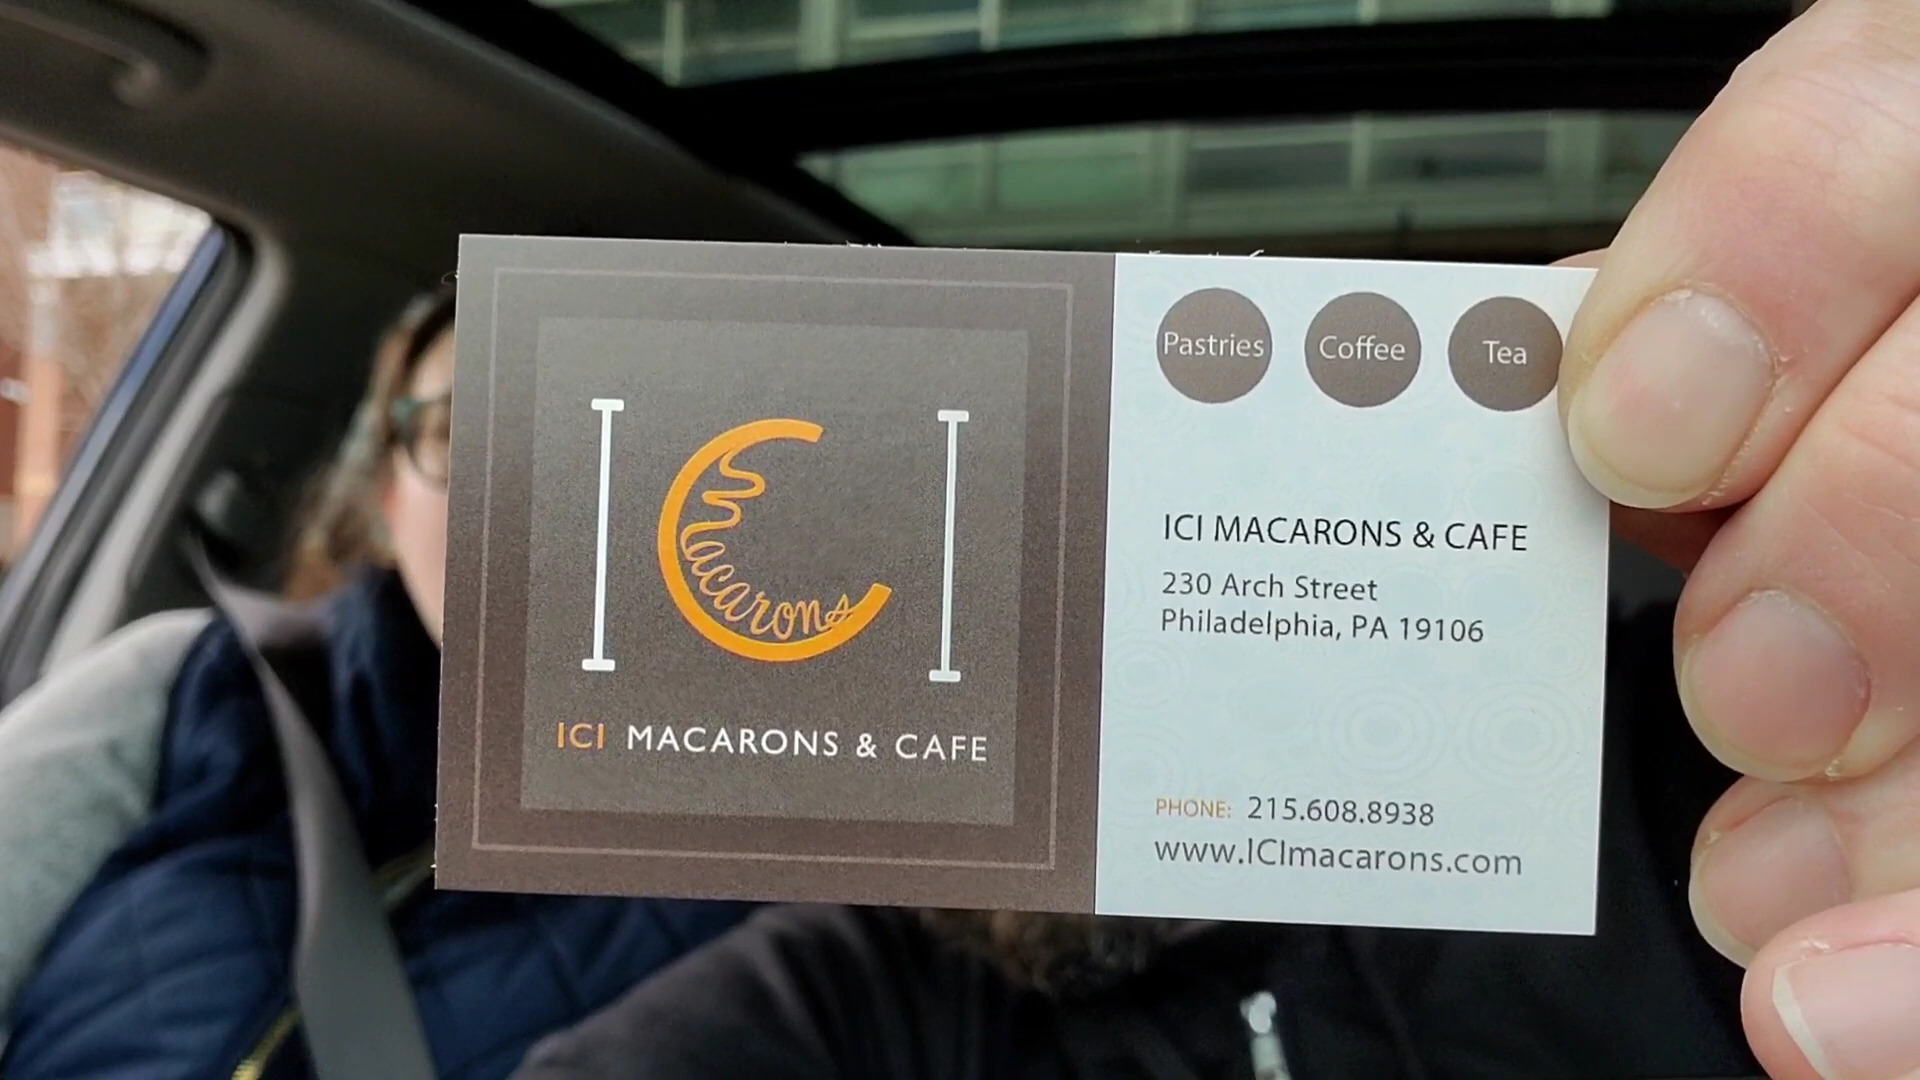 ICI
Macarons
ICI MACARONS & CAFE
Pastries
Coffee
Tea
ICI MACARONS & CAFE
230 Arch Street
Philadelphia, PA 19106
PHONE: 215.608.8938
www.ICImacarons.com